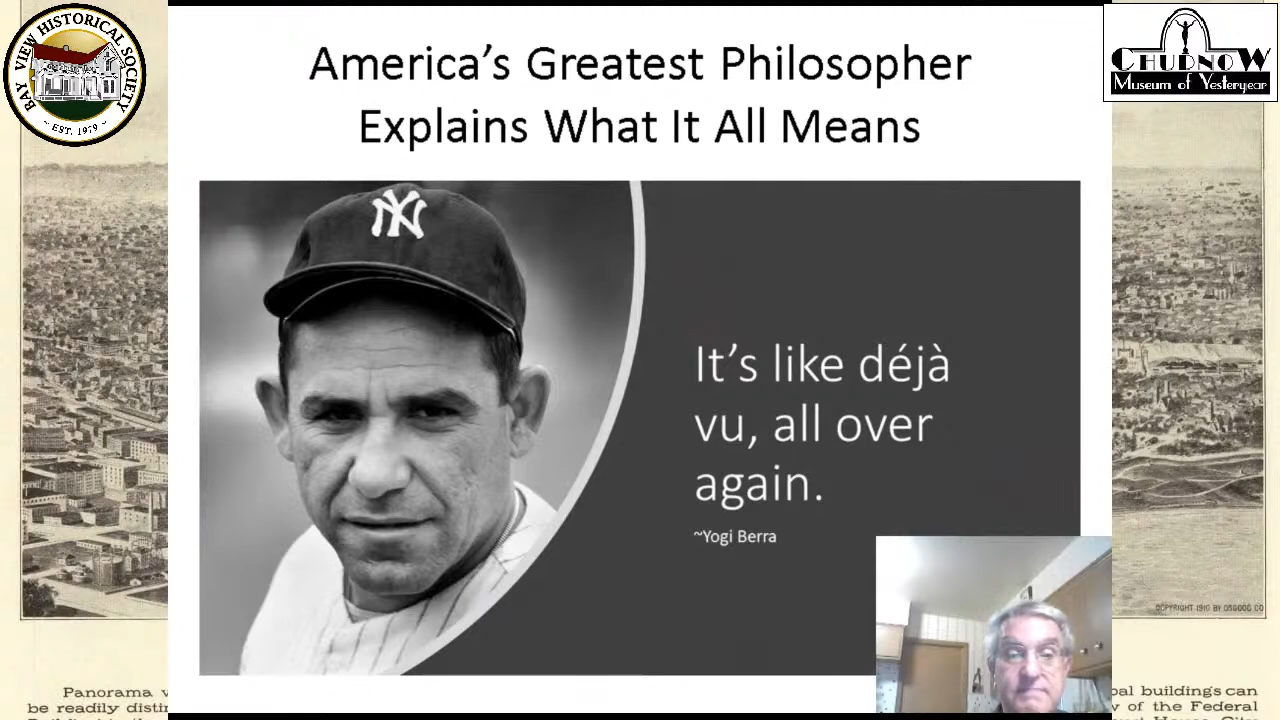 BAY VIEW HISTORICAL SOCIETY
~ EST. 1979 ~
CHUDNOW
Museum of Yesteryear
America's Greatest Philosopher
Explains What It All Means
NY
It's like déjà
vu, all over
again.
~Yogi Berra
COPYRIGHT 1910 BY OSGOOD CO
Panorama
be readily
buildings can
of the Federal